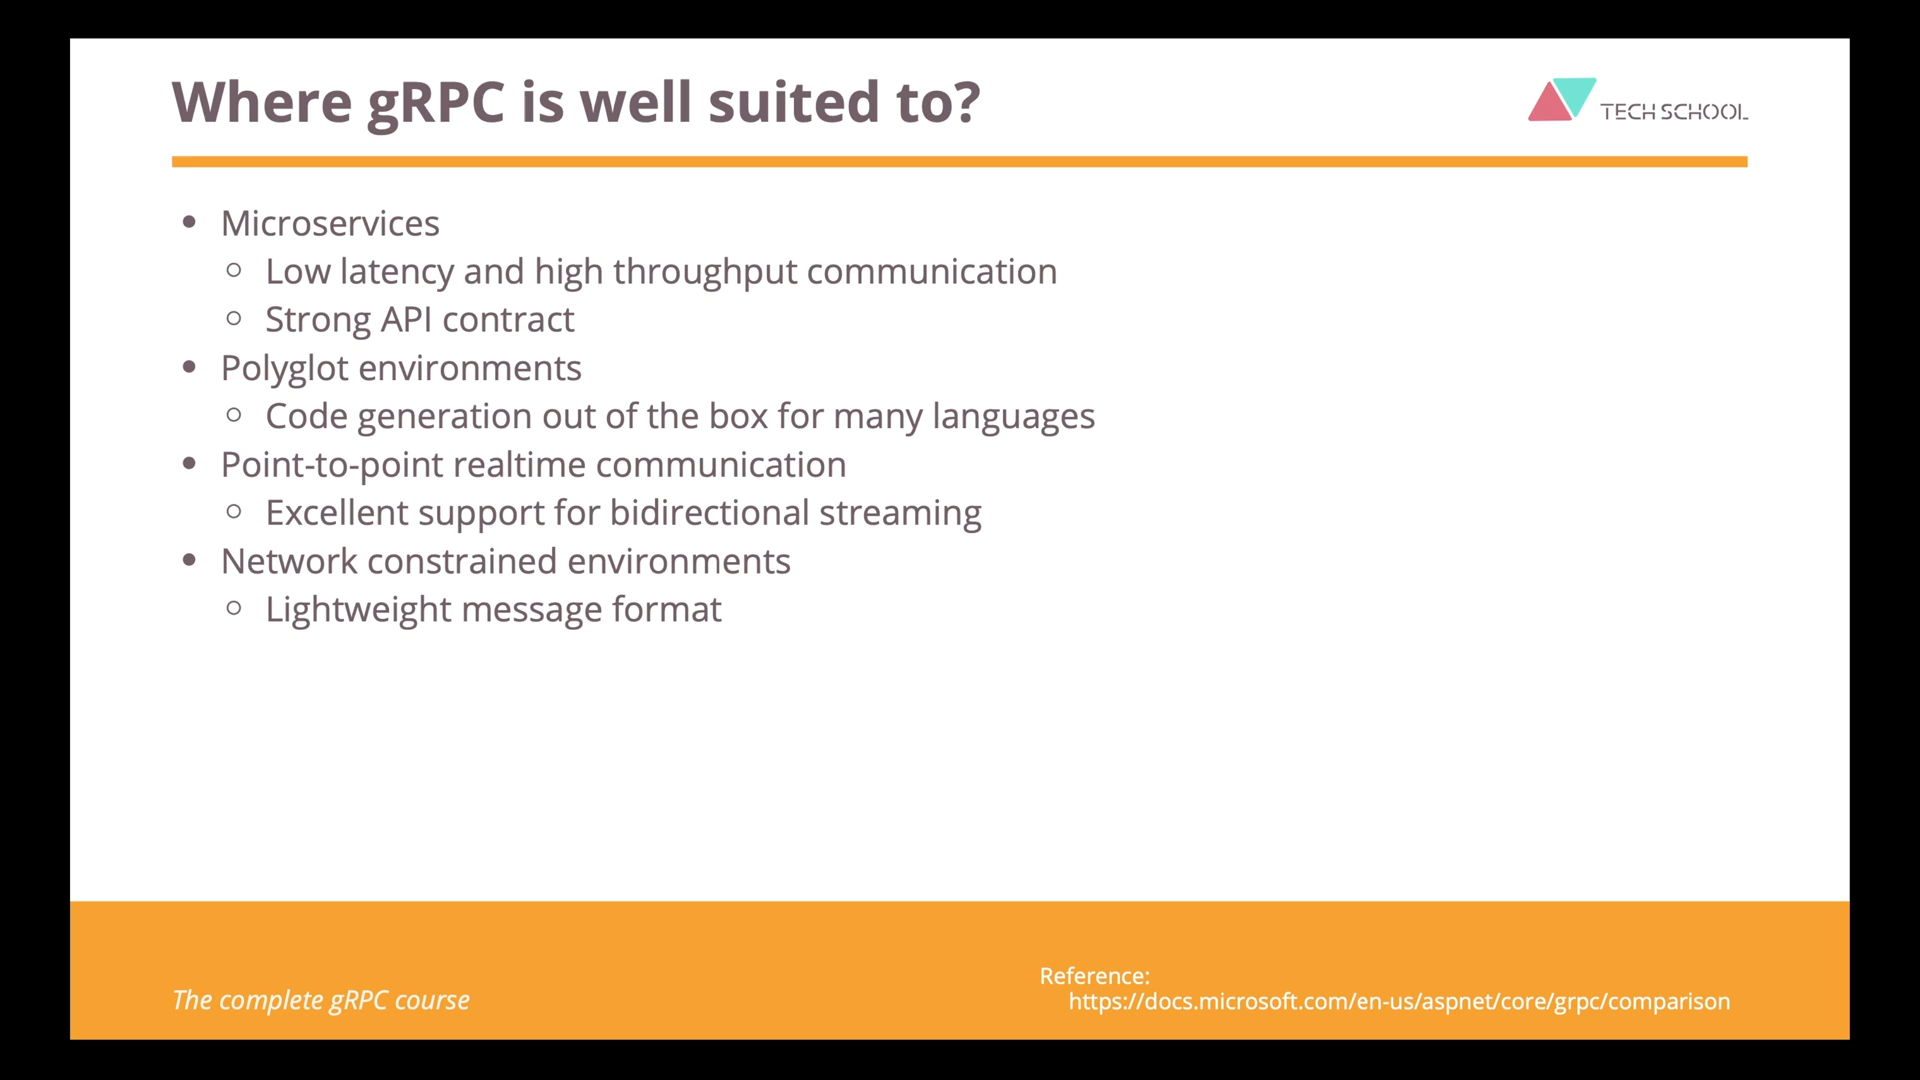 Where gRPC is well suited to?
TECH SCHOOL
Microservices
Low latency and high throughput communication
Strong API contract
Polyglot environments
Code generation out of the box for many languages
Point-to-point realtime communication
Excellent support for bidirectional streaming
Network constrained environments
Lightweight message format
The complete gRPC course
Reference:
https://docs.microsoft.com/en-us/aspnet/core/grpc/comparison